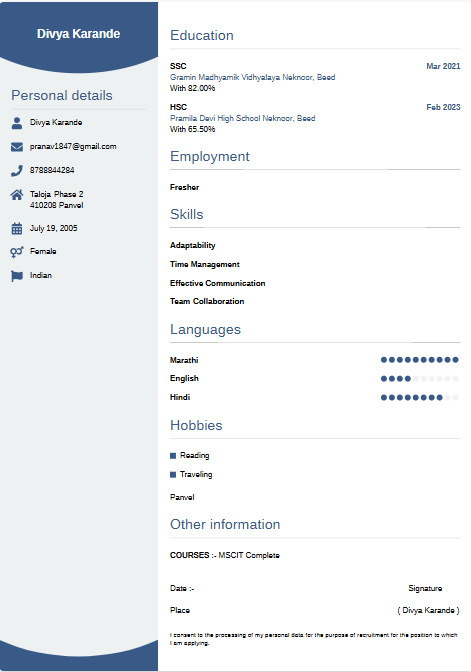 Divya Karande
Personal details
Divya Karande
pranav1847@gmail.com
8788844284
Taloja Phase 2
410208 Panvel
July 19, 2005
Female
Indian
Education
SSC Mar 2021
Gramin Madhyamik Vidhyalaya Neknoor, Beed
With 82.00%
HSC Feb 2023
Pramila Devi High School Neknoor, Beed
With 65.50%
Employment
Fresher
Skills
Adaptability
Time Management
Effective Communication
Team Collaboration
Languages
Marathi
English
Hindi
Hobbies
Reading
Traveling
Panvel
Other information
COURSES :- MSCIT Complete
Date :- Signature
Place ( Divya Karande )
I consent to the processing of my personal data for the purpose of recruitment for the position to which
I am applying.